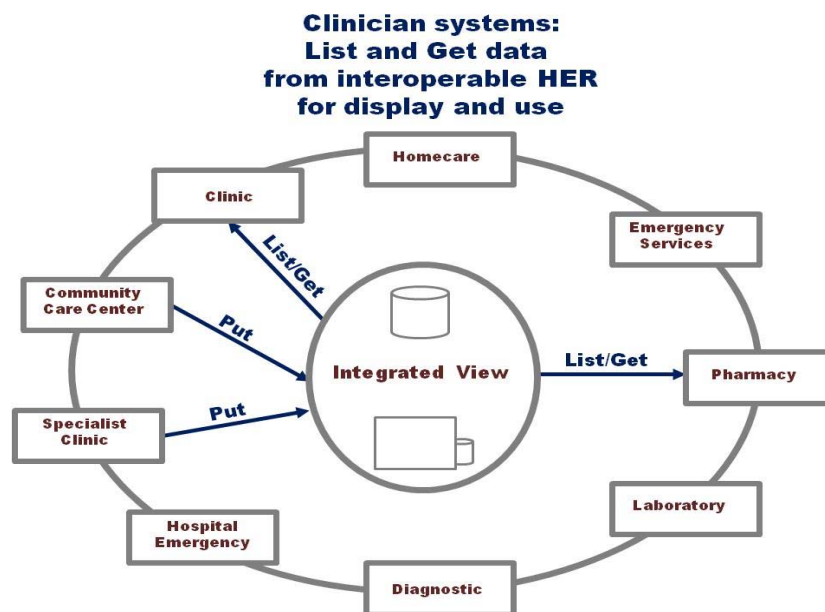 Clinician systems:
List and Get data
from interoperable HER
for display and use
Homecare
Clinic
Emergency
Services
List/Get
Community
Care Center
Put
Integrated View
List/Get
Pharmacy
Put
Specialist
Clinic
Laboratory
Hospital
Emergency
Diagnostic